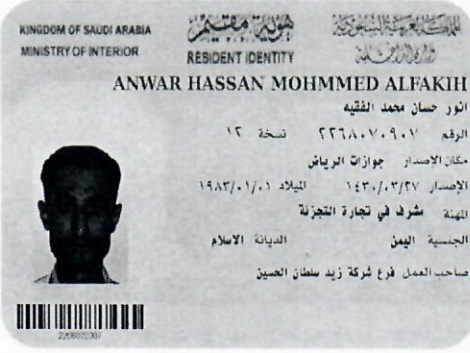 KINGDOM OF SAUDI ARABIA
MINISTRY OF INTERIOR
هوية مقيم
RESIDENT IDENTITY
المملكة العربية السعودية
وزارة الداخلية
ANWAR HASSAN MOHMMED ALFAKIH
انور حسان محمد الفقيه
الرقم ٢٢٦٨٠٧٠٩٠٧ نسخة ١٢
مكان الإصدار جوازات الرياض
الإصدار ١٤٣٠/٠٣/٢٧ الميلاد ١٩٨٣/٠١/٠١
المهنة مشرف في تجارة التجزئة
الجنسية اليمن الديانة الاسلام
صاحب العمل فرع شركة زيد سلطان الحسين